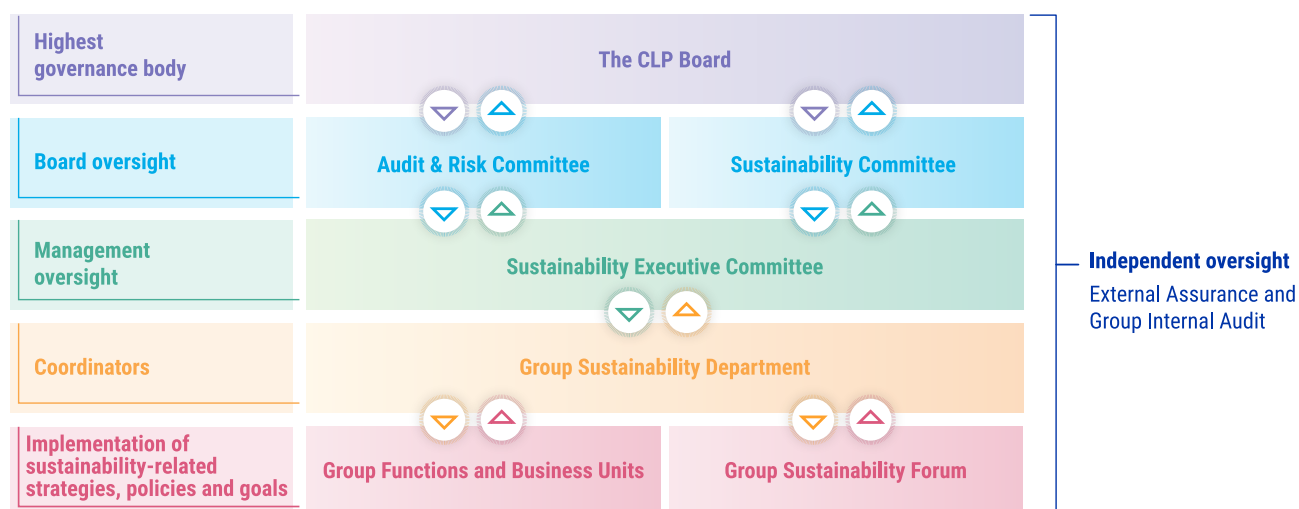 Highest
governance body
The CLP Board
Board oversight
Audit & Risk Committee
Sustainability Committee
Management
oversight
Sustainability Executive Committee
Independent oversight
External Assurance and
Group Internal Audit
Coordinators
Group Sustainability Department
Implementation of
sustainability-related
strategies, policies and goals
Group Functions and Business Units
Group Sustainability Forum